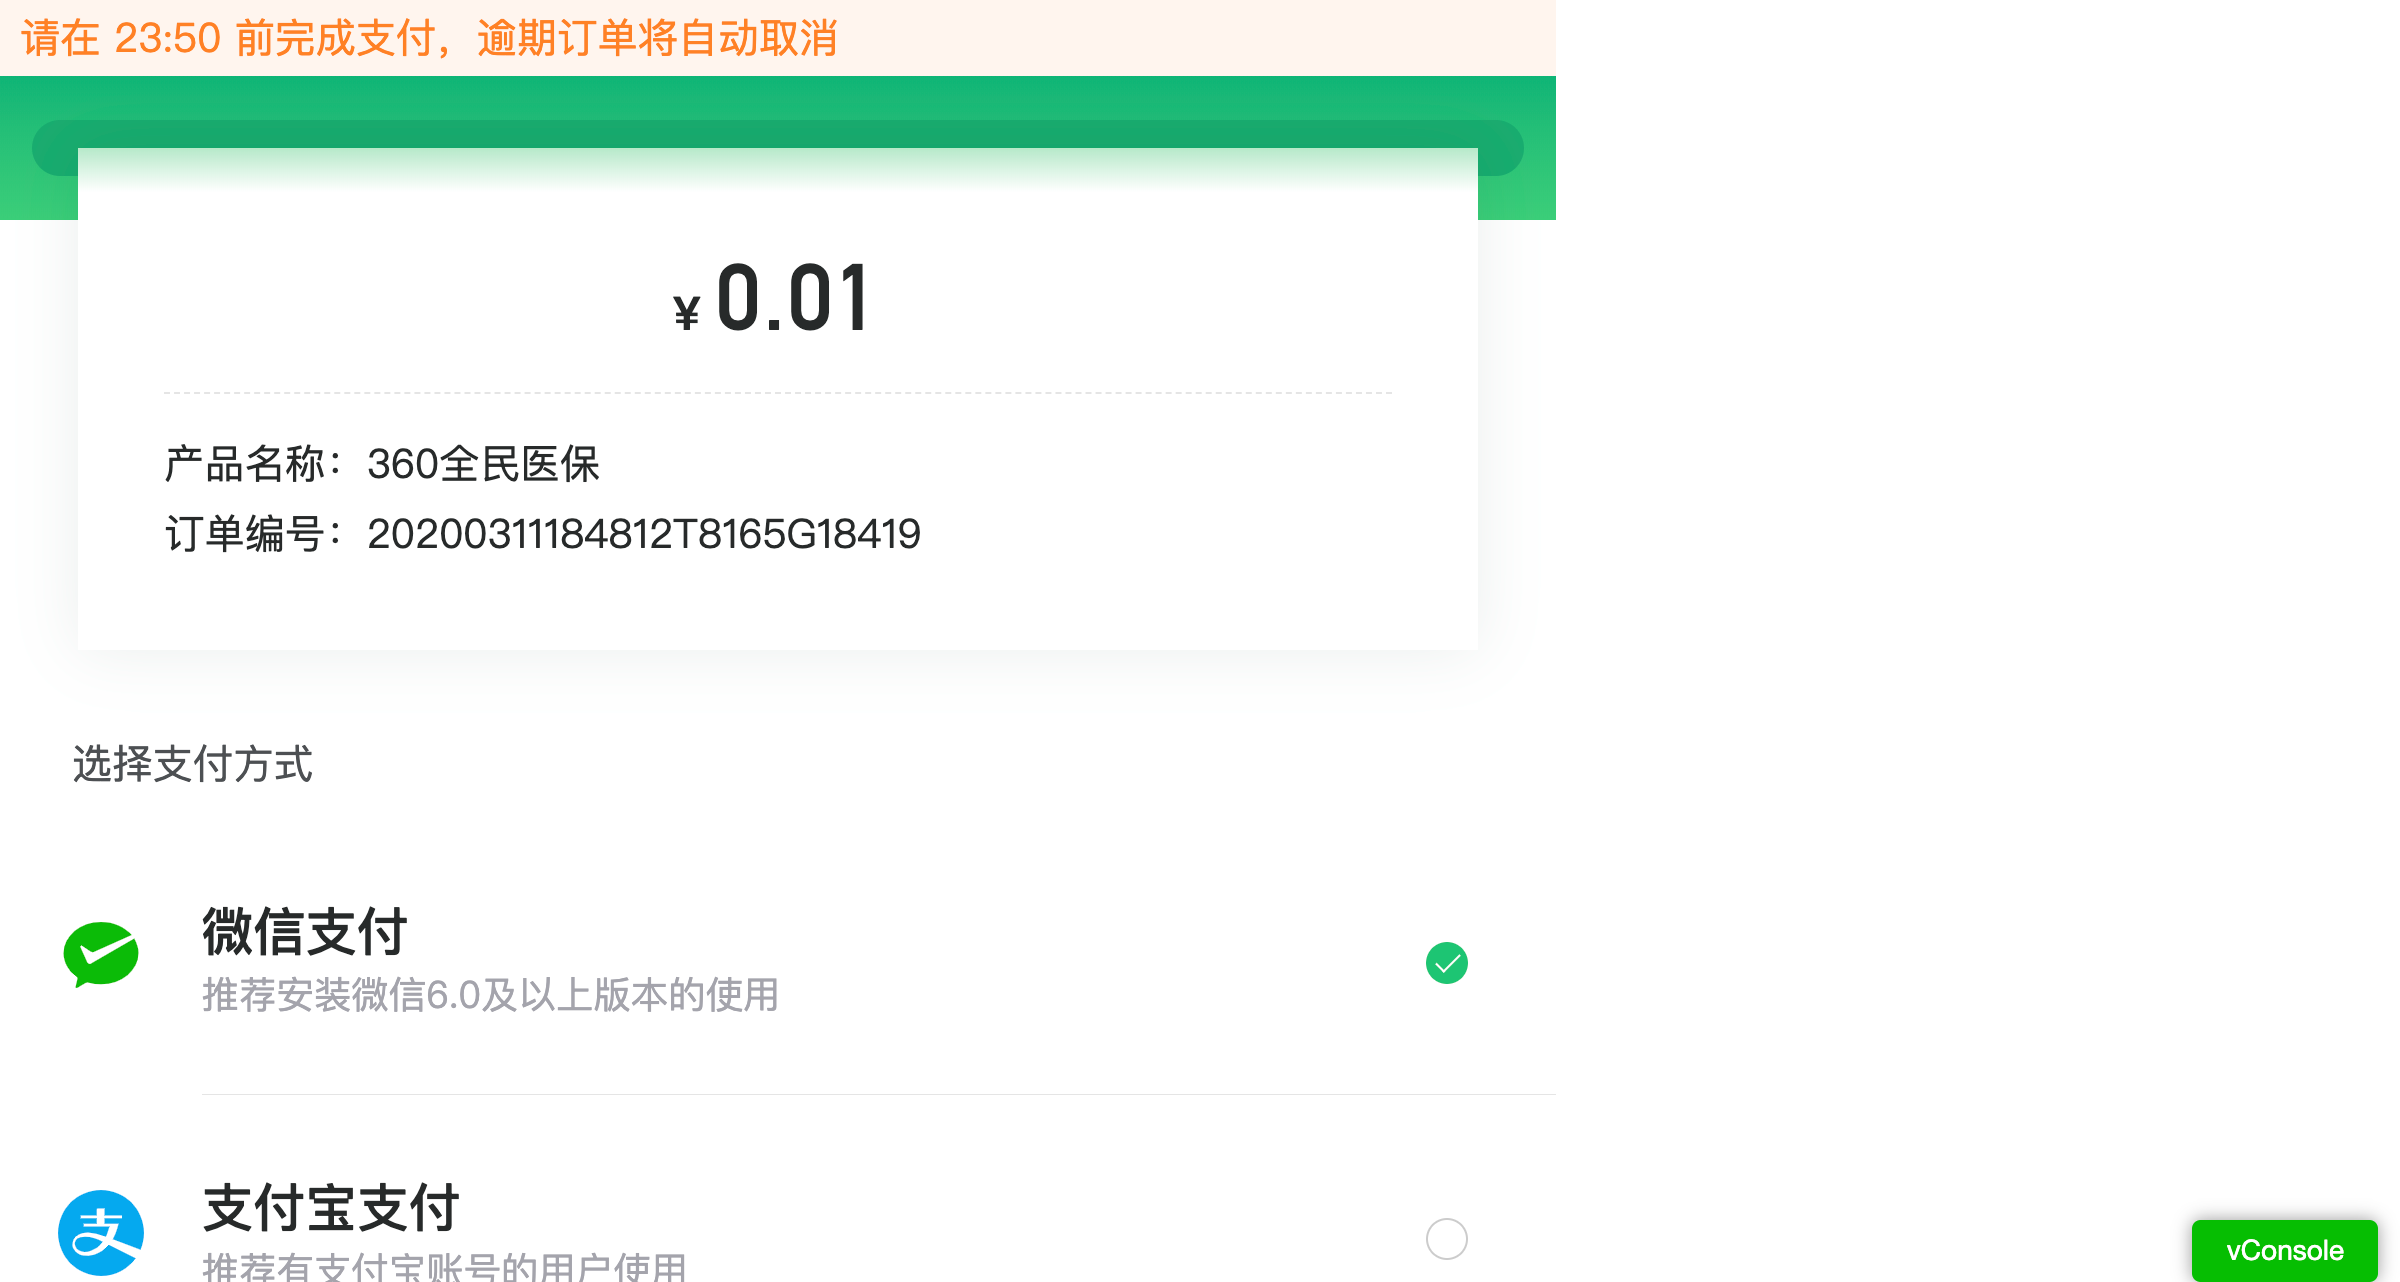 请在 23:50 前完成支付，逾期订单将自动取消
¥ 0.01
产品名称：360全民医保
订单编号：20200311184812T8165G18419
选择支付方式
微信支付
推荐安装微信6.0及以上版本的使用
支付宝支付
推荐有支付宝账号的用户使用
vConsole